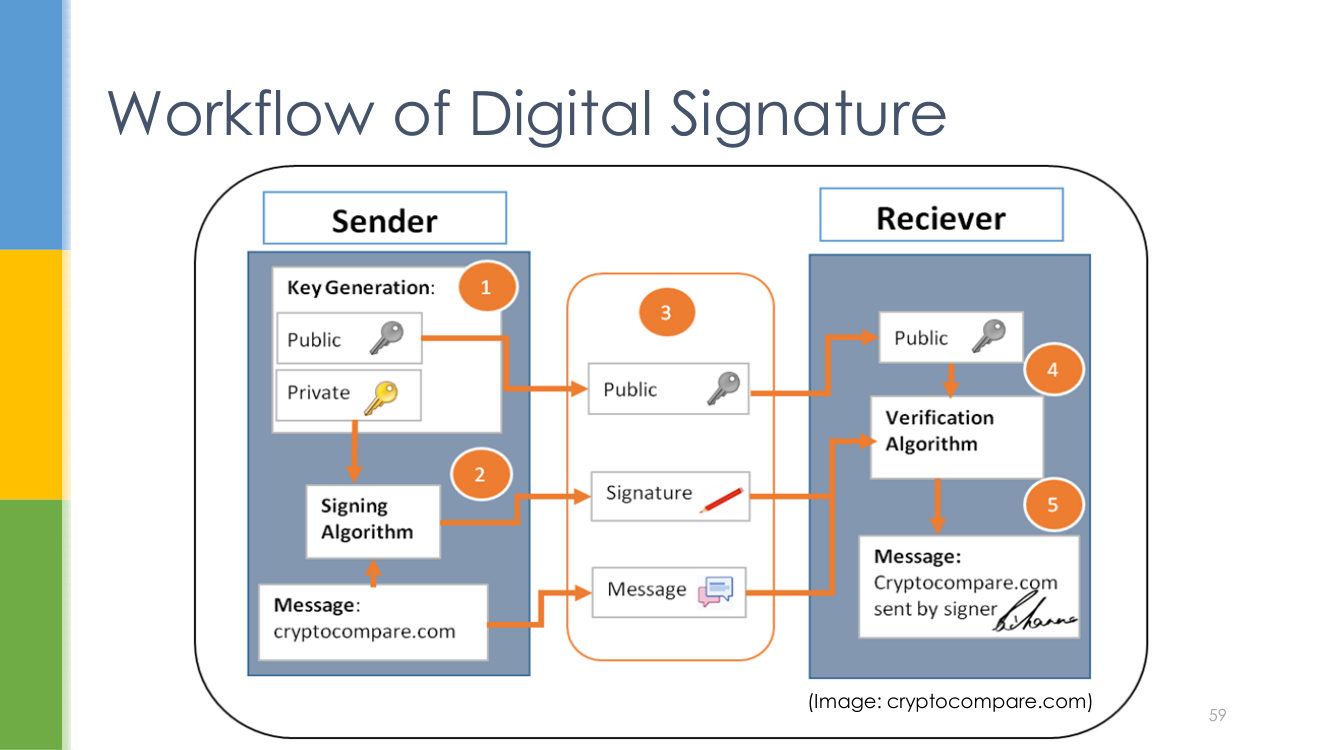 Workflow of Digital Signature
Sender
Reciever
Key Generation:
1
Public
Private
2
Signing
Algorithm
Message:
cryptocompare.com
3
Public
Signature
Message
Public
4
Verification
Algorithm
5
Message:
Cryptocompare.com
sent by signer
(Image: cryptocompare.com)
59